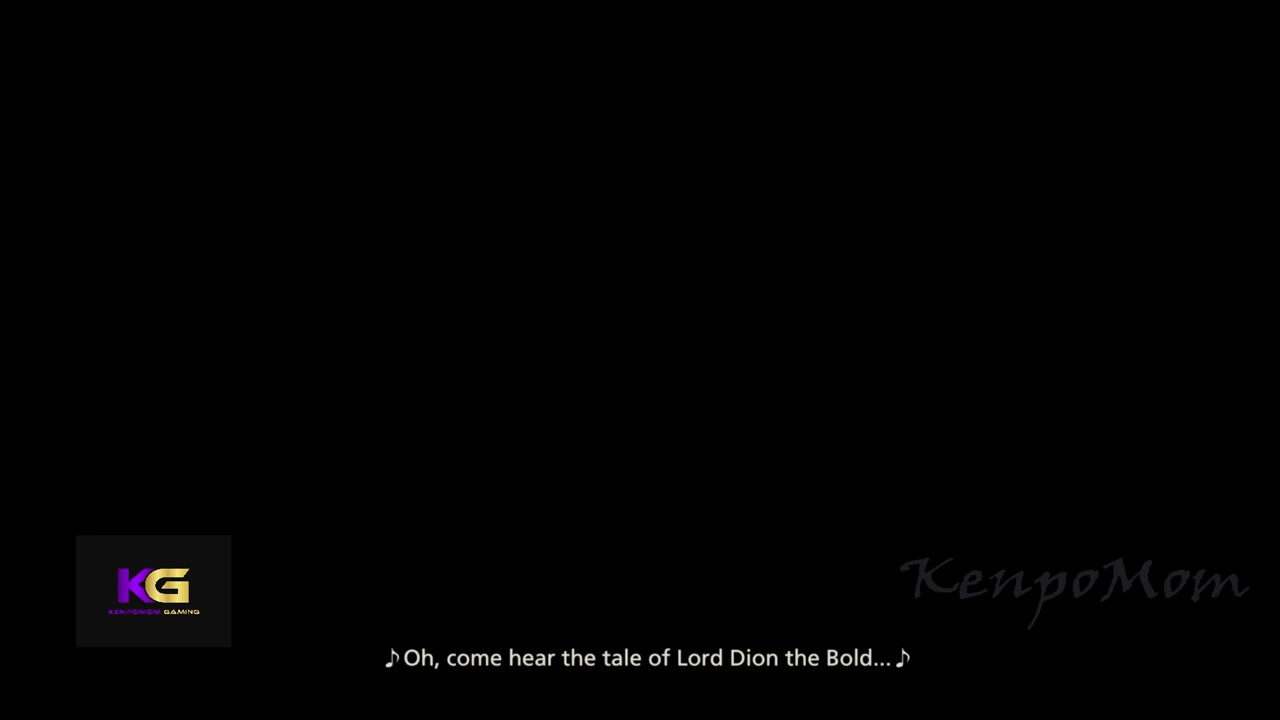 KenpoMom
KG
KENPOMOM GAMING
♪Oh, come hear the tale of Lord Dion the Bold...♪